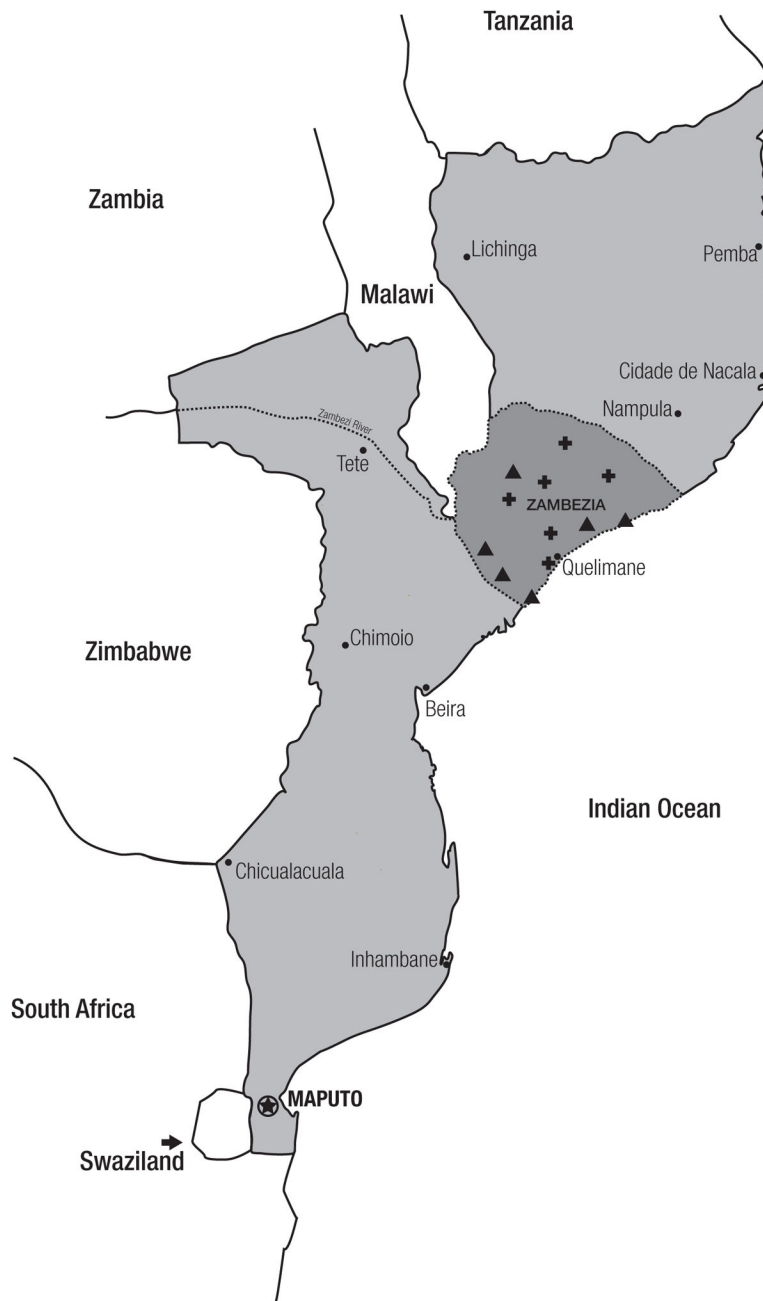 Tanzania
Zambia
Lichinga
Pemba
Malawi
Cidade de Nacala
Nampula
Zambezi River
Tete
ZAMBEZIA
Quelimane
Chimoio
Zimbabwe
Beira
Indian Ocean
Chicualacuala
Inhambane
South Africa
MAPUTO
Swaziland